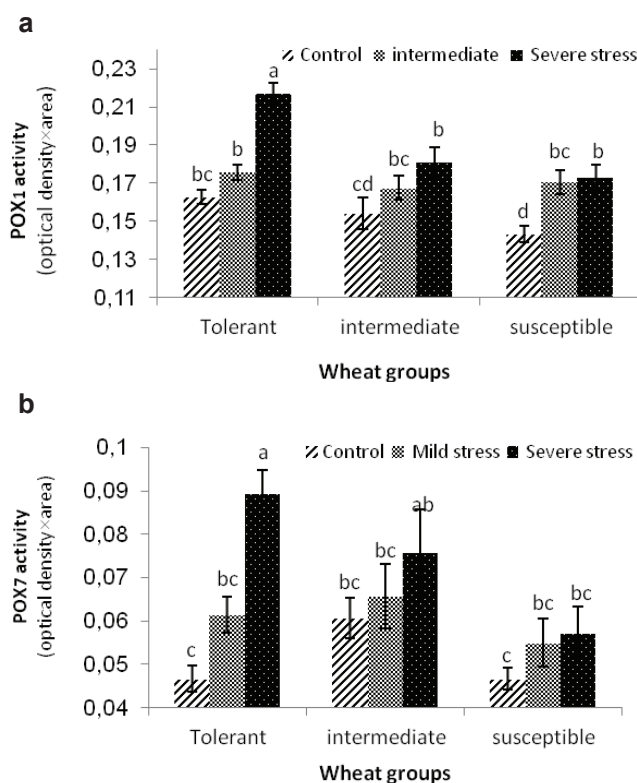 a
Control intermediate Severe stress
0,23
0,21
0,19
0,17
0,15
0,13
0,11
POX1 activity
(optical density×area)
bc b a
cd bc b
d bc b
Tolerant intermediate susceptible
Wheat groups
b
Control Mild stress Severe stress
0,1
0,09
0,08
0,07
0,06
0,05
0,04
POX7 activity
(optical density×area)
c bc a
bc bc ab
c bc bc
Tolerant intermediate susceptible
Wheat groups